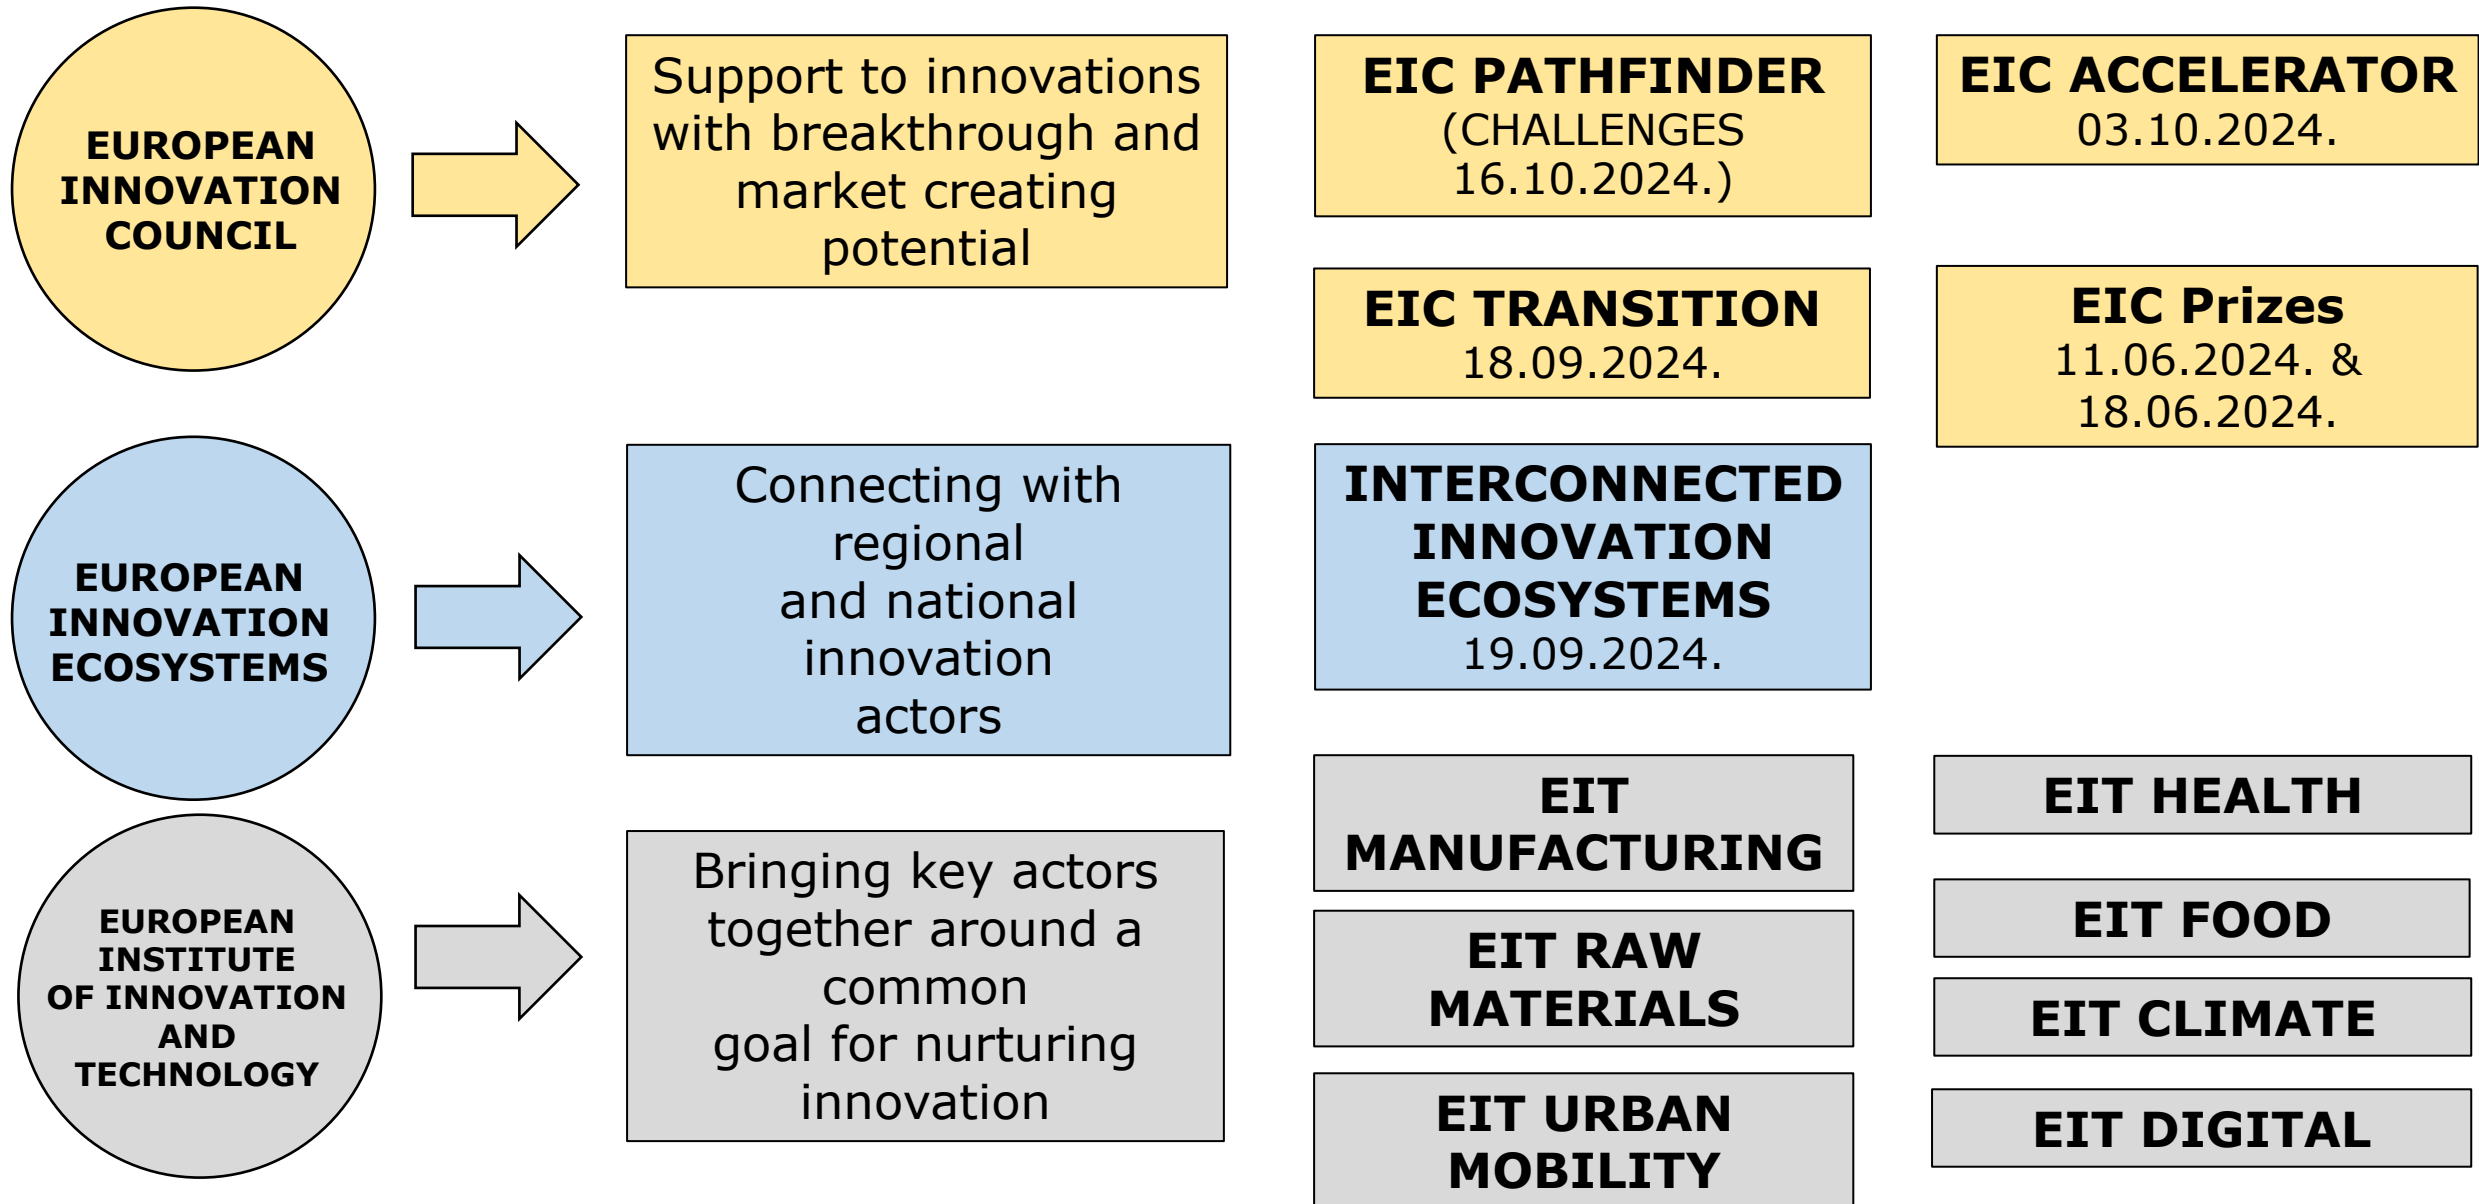 EUROPEAN
INNOVATION
COUNCIL
Support to innovations
with breakthrough and
market creating
potential
EIC PATHFINDER
(CHALLENGES
16.10.2024.)
EIC ACCELERATOR
03.10.2024.
EIC TRANSITION
18.09.2024.
EIC Prizes
11.06.2024. &
18.06.2024.
EUROPEAN
INNOVATION
ECOSYSTEMS
Connecting with
regional
and national
innovation
actors
INTERCONNECTED
INNOVATION
ECOSYSTEMS
19.09.2024.
EUROPEAN
INSTITUTE
OF INNOVATION
AND
TECHNOLOGY
Bringing key actors
together around a
common
goal for nurturing
innovation
EIT
MANUFACTURING
EIT HEALTH
EIT RAW
MATERIALS
EIT FOOD
EIT CLIMATE
EIT URBAN
MOBILITY
EIT DIGITAL